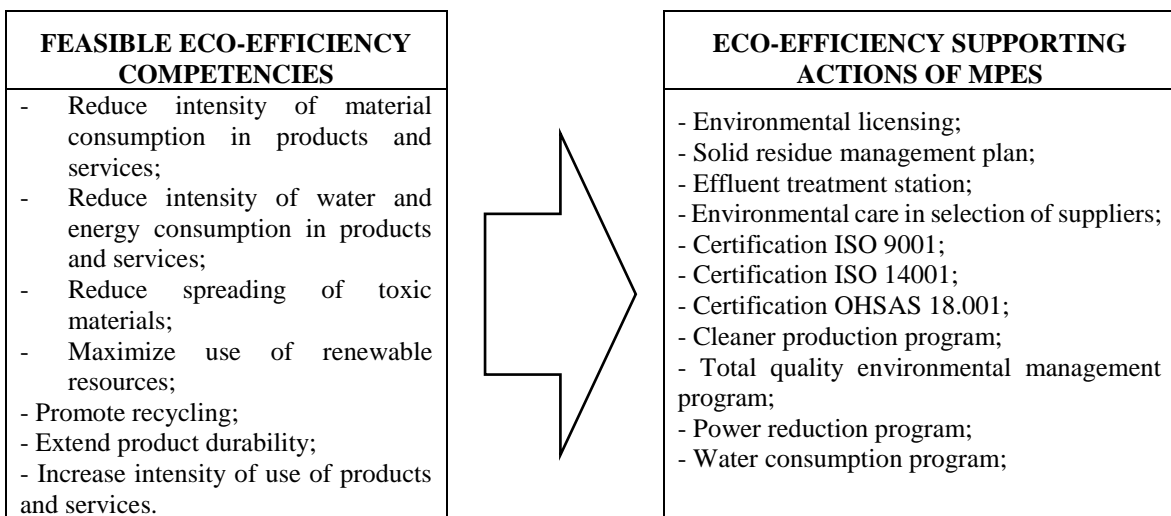 FEASIBLE ECO-EFFICIENCY
COMPETENCIES
- Reduce intensity of material
consumption in products and
services;
- Reduce intensity of water and
energy consumption in products
and services;
- Reduce spreading of toxic
materials;
- Maximize use of renewable
resources;
- Promote recycling;
- Extend product durability;
- Increase intensity of use of products
and services.
ECO-EFFICIENCY SUPPORTING
ACTIONS OF MPES
- Environmental licensing;
- Solid residue management plan;
- Effluent treatment station;
- Environmental care in selection of suppliers;
- Certification ISO 9001;
- Certification ISO 14001;
- Certification OHSAS 18.001;
- Cleaner production program;
- Total quality environmental management
program;
- Power reduction program;
- Water consumption program;